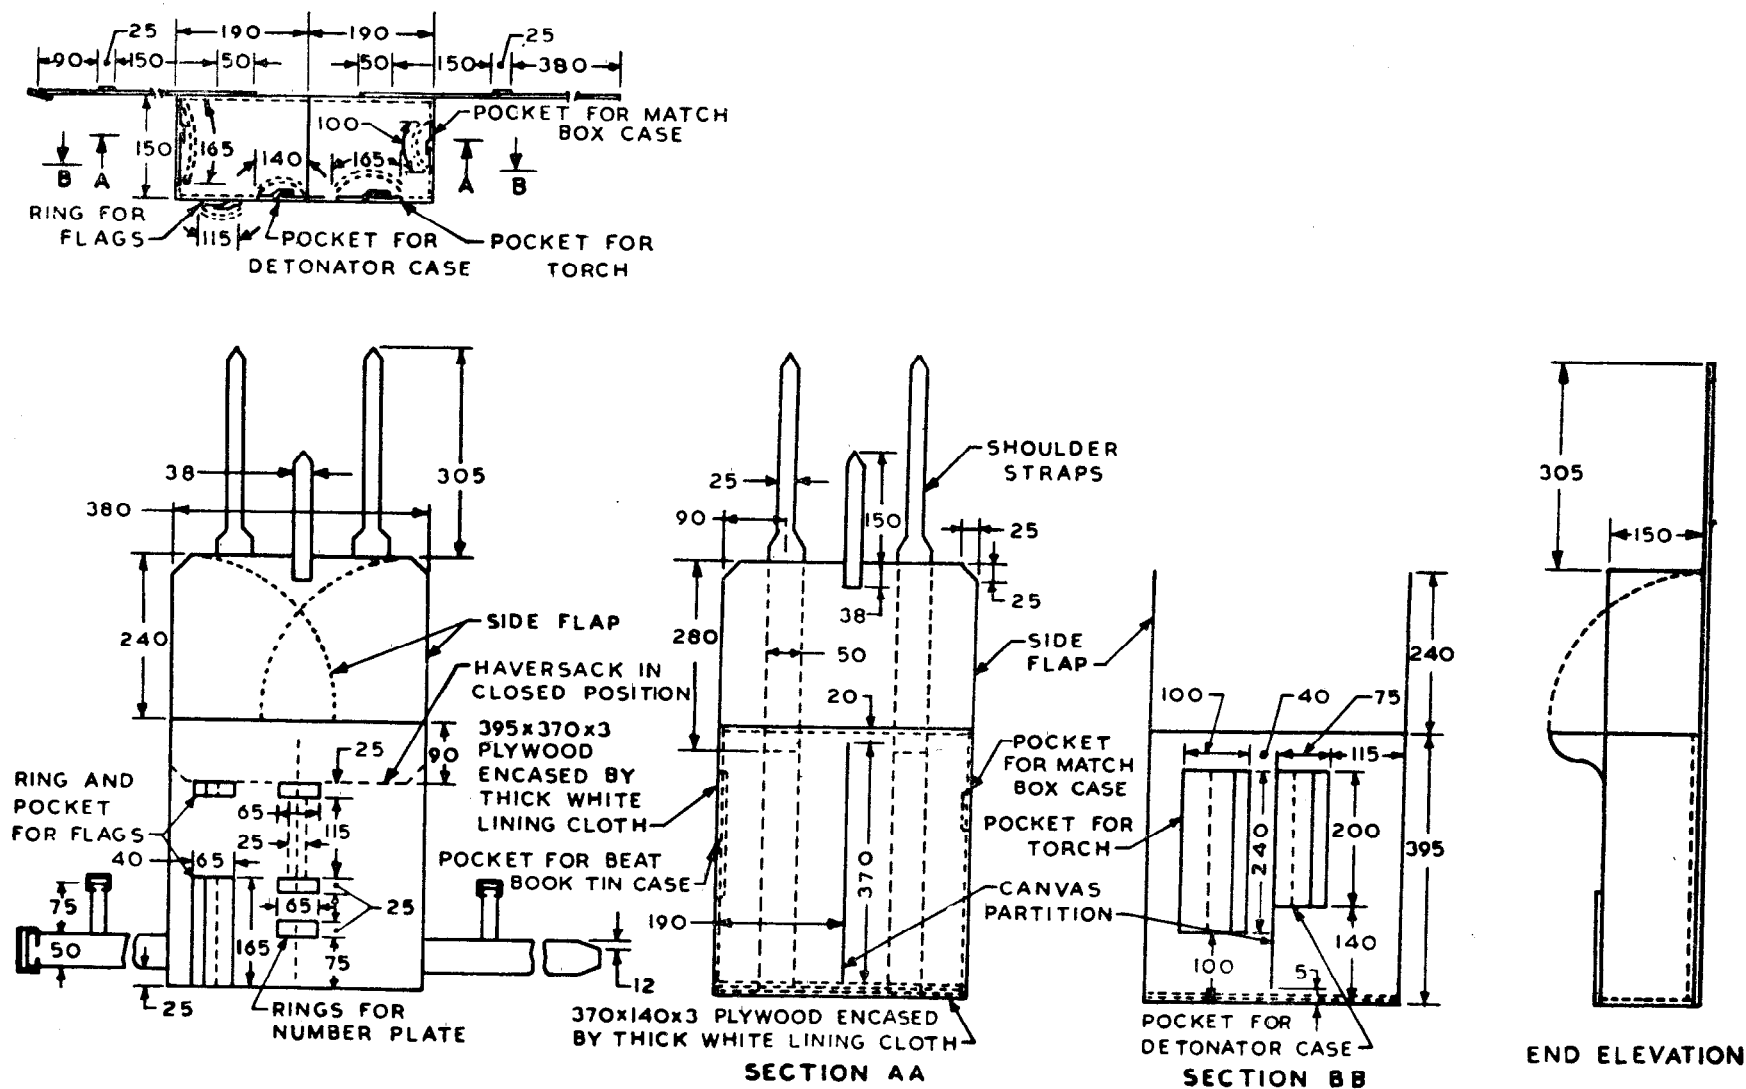 25
190
190
25
90
150
50
50
150
380
POCKET FOR MATCH
BOX CASE
100
150
165
140
165
B
A
A
B
RING FOR
FLAGS
115
POCKET FOR
DETONATOR CASE
POCKET FOR
TORCH
38
380
305
240
SIDE FLAP
HAVERSACK IN
CLOSED POSITION
90
25
RING AND
POCKET
FOR FLAGS
65
25
115
40
65
65
25
75
50
165
75
25
12
RINGS FOR
NUMBER PLATE
395x370x3
PLYWOOD
ENCASED BY
THICK WHITE
LINING CLOTH
POCKET FOR BEAT
BOOK TIN CASE
SHOULDER
STRAPS
25
90
150
25
25
38
280
50
SIDE
FLAP
20
POCKET
FOR MATCH
BOX CASE
370
190
CANVAS
PARTITION
370x140x3 PLYWOOD ENCASED
BY THICK WHITE LINING CLOTH
SECTION AA
240
100
40
75
115
POCKET FOR
TORCH
240
200
395
140
100
5
POCKET FOR
DETONATOR CASE
SECTION BB
305
150
END ELEVATION